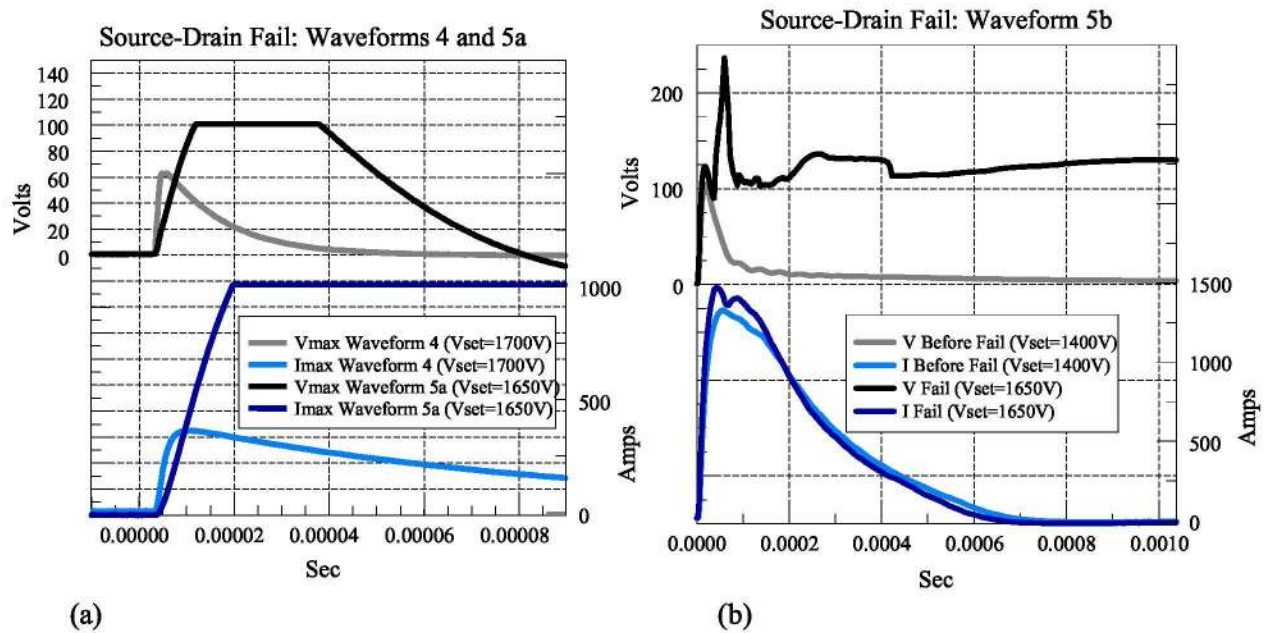 Source-Drain Fail: Waveforms 4 and 5a
140
120
100
80
60
40
20
0
Volts
1000
500
0
Amps
Vmax Waveform 4 (Vset=1700V)
Imax Waveform 4 (Vset=1700V)
Vmax Waveform 5a (Vset=1650V)
Imax Waveform 5a (Vset=1650V)
0.00000 0.00002 0.00004 0.00006 0.00008
Sec
(a)
Source-Drain Fail: Waveform 5b
200
100
0
Volts
1500
1000
500
0
Amps
V Before Fail (Vset=1400V)
I Before Fail (Vset=1400V)
V Fail (Vset=1650V)
I Fail (Vset=1650V)
0.0000 0.0002 0.0004 0.0006 0.0008 0.0010
Sec
(b)